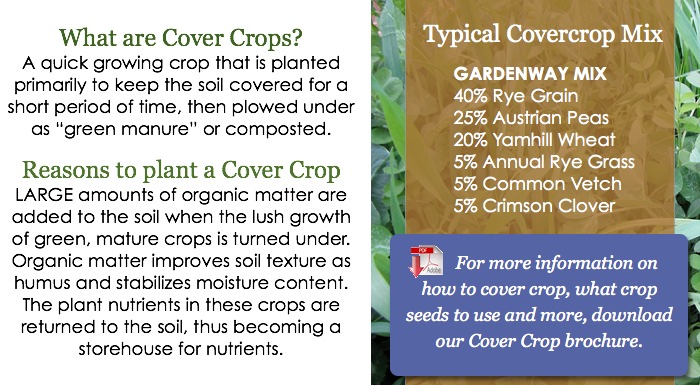 What are Cover Crops?
A quick growing crop that is planted
primarily to keep the soil covered for a
short period of time, then plowed under
as “green manure” or composted.
Reasons to plant a Cover Crop
LARGE amounts of organic matter are
added to the soil when the lush growth
of green, mature crops is turned under.
Organic matter improves soil texture as
humus and stabilizes moisture content.
The plant nutrients in these crops are
returned to the soil, thus becoming a
storehouse for nutrients.
Typical Covercrop Mix
GARDENWAY MIX
40% Rye Grain
25% Austrian Peas
20% Yamhill Wheat
5% Annual Rye Grass
5% Common Vetch
5% Crimson Clover
PDF
Adobe
For more information on
how to cover crop, what crop
seeds to use and more, download
our Cover Crop brochure.